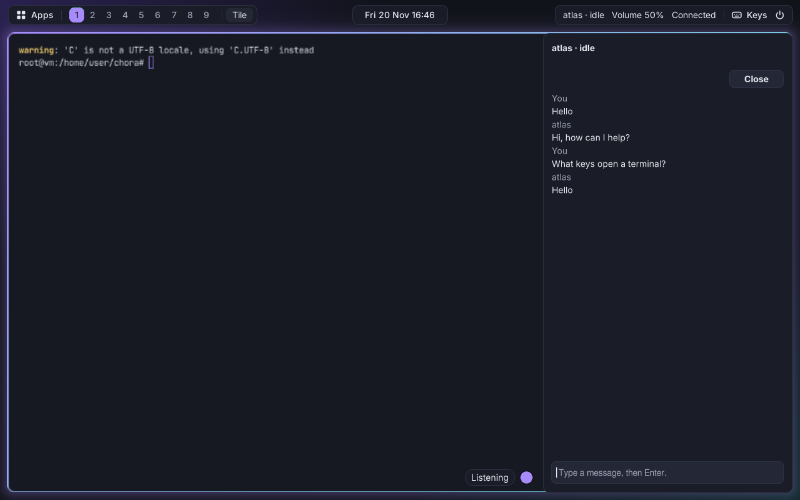 Apps 1 2 3 4 5 6 7 8 9 Tile Fri 20 Nov 16:46 atlas · idle Volume 50% Connected Keys
warning: 'C' is not a UTF-8 locale, using 'C.UTF-8' instead
root@vm:/home/user/chora#
atlas · idle
Close
You
Hello
atlas
Hi, how can I help?
You
What keys open a terminal?
atlas
Hello
Type a message, then Enter.
Listening